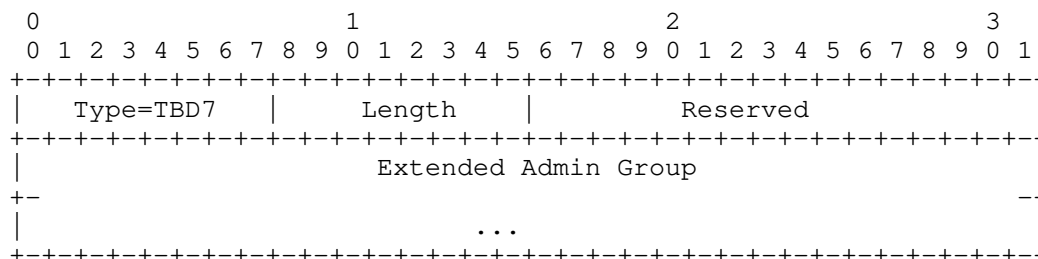 0                   1                   2                   3
 0 1 2 3 4 5 6 7 8 9 0 1 2 3 4 5 6 7 8 9 0 1 2 3 4 5 6 7 8 9 0 1
+-+-+-+-+-+-+-+-+-+-+-+-+-+-+-+-+-+-+-+-+-+-+-+-+-+-+-+-+-+-+-+-
|   Type=TBD7   |     Length    |         Reserved
+-+-+-+-+-+-+-+-+-+-+-+-+-+-+-+-+-+-+-+-+-+-+-+-+-+-+-+-+-+-+-+-
|                      Extended Admin Group
+-                                                             -
|                            ...
+-+-+-+-+-+-+-+-+-+-+-+-+-+-+-+-+-+-+-+-+-+-+-+-+-+-+-+-+-+-+-+-